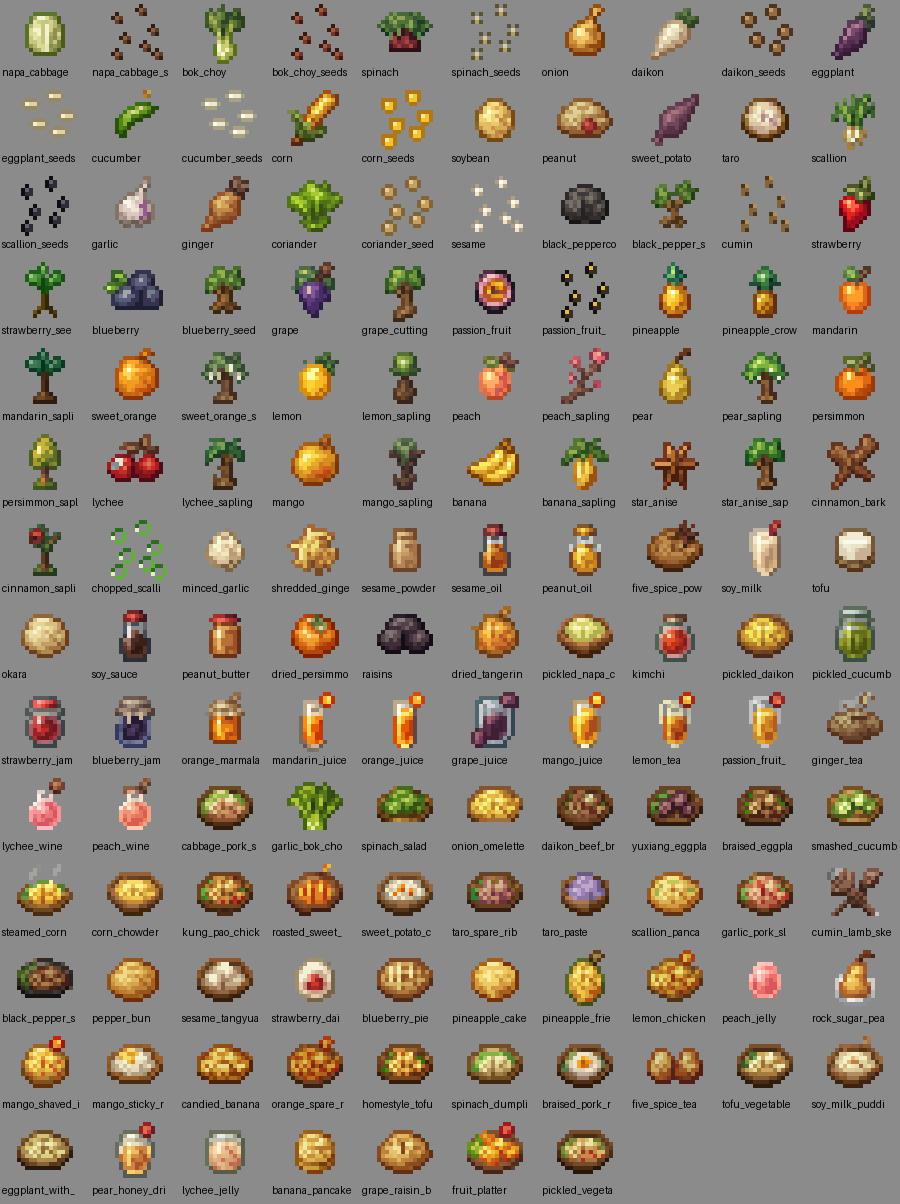 napa_cabbage napa_cabbage_s bok_choy bok_choy_seeds spinach spinach_seeds onion daikon daikon_seeds eggplant
eggplant_seeds cucumber cucumber_seeds corn corn_seeds soybean peanut sweet_potato taro scallion
scallion_seeds garlic ginger coriander coriander_seed sesame black_pepperco black_pepper_s cumin strawberry
strawberry_see blueberry blueberry_seed grape grape_cutting passion_fruit passion_fruit_ pineapple pineapple_crow mandarin
mandarin_sapli sweet_orange sweet_orange_s lemon lemon_sapling peach peach_sapling pear pear_sapling persimmon
persimmon_sapl lychee lychee_sapling mango mango_sapling banana banana_sapling star_anise star_anise_sap cinnamon_bark
cinnamon_sapli chopped_scalli minced_garlic shredded_ginge sesame_powder sesame_oil peanut_oil five_spice_pow soy_milk tofu
okara soy_sauce peanut_butter dried_persimmo raisins dried_tangerin pickled_napa_c kimchi pickled_daikon pickled_cucumb
strawberry_jam blueberry_jam orange_marmala mandarin_juice orange_juice grape_juice mango_juice lemon_tea passion_fruit_ ginger_tea
lychee_wine peach_wine cabbage_pork_s garlic_bok_cho spinach_salad onion_omelette daikon_beef_br yuxiang_eggpla braised_eggpla smashed_cucumb
steamed_corn corn_chowder kung_pao_chick roasted_sweet_ sweet_potato_c taro_spare_rib taro_paste scallion_panca garlic_pork_sl cumin_lamb_ske
black_pepper_s pepper_bun sesame_tangyua strawberry_dai blueberry_pie pineapple_cake pineapple_frie lemon_chicken peach_jelly rock_sugar_pea
mango_shaved_i mango_sticky_r candied_banana orange_spare_r homestyle_tofu spinach_dumpli braised_pork_r five_spice_tea tofu_vegetable soy_milk_puddi
eggplant_with_ pear_honey_dri lychee_jelly banana_pancake grape_raisin_b fruit_platter pickled_vegeta